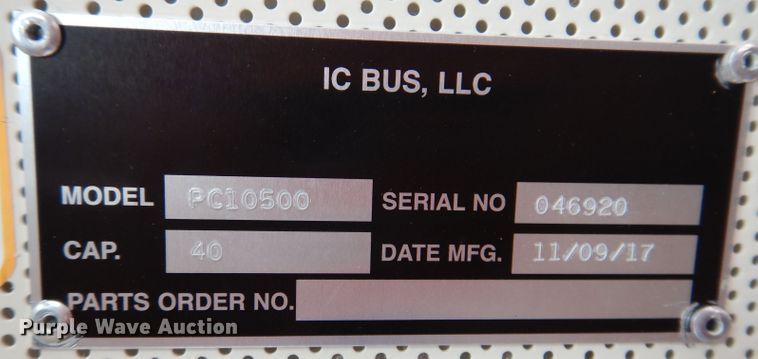 IC BUS, LLC
MODEL PC10500 SERIAL NO 046920
CAP. 40 DATE MFG. 11/09/17
PARTS ORDER NO.
Purple Wave Auction